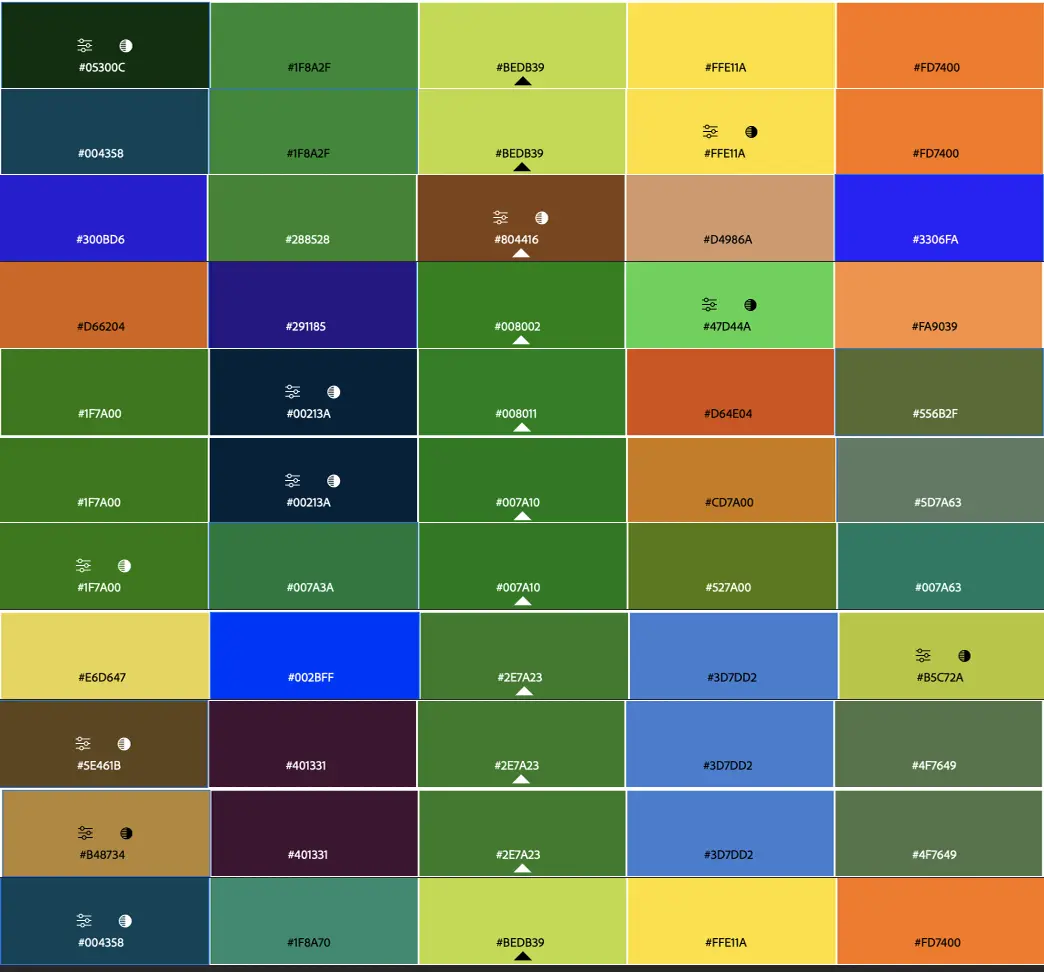 #05300C #1F8A2F #BEDB39 #FFE11A #FD7400
#004358 #1F8A2F #BEDB39 #FFE11A #FD7400
#300BD6 #288528 #804416 #D4986A #3306FA
#D66204 #291185 #008002 #47D44A #FA9039
#1F7A00 #00213A #008011 #D64E04 #556B2F
#1F7A00 #00213A #007A10 #CD7A00 #5D7A63
#1F7A00 #007A3A #007A10 #527A00 #007A63
#E6D647 #002BFF #2E7A23 #3D7DD2 #B5C72A
#5E461B #401331 #2E7A23 #3D7DD2 #4F7649
#B48734 #401331 #2E7A23 #3D7DD2 #4F7649
#004358 #1F8A70 #BEDB39 #FFE11A #FD7400